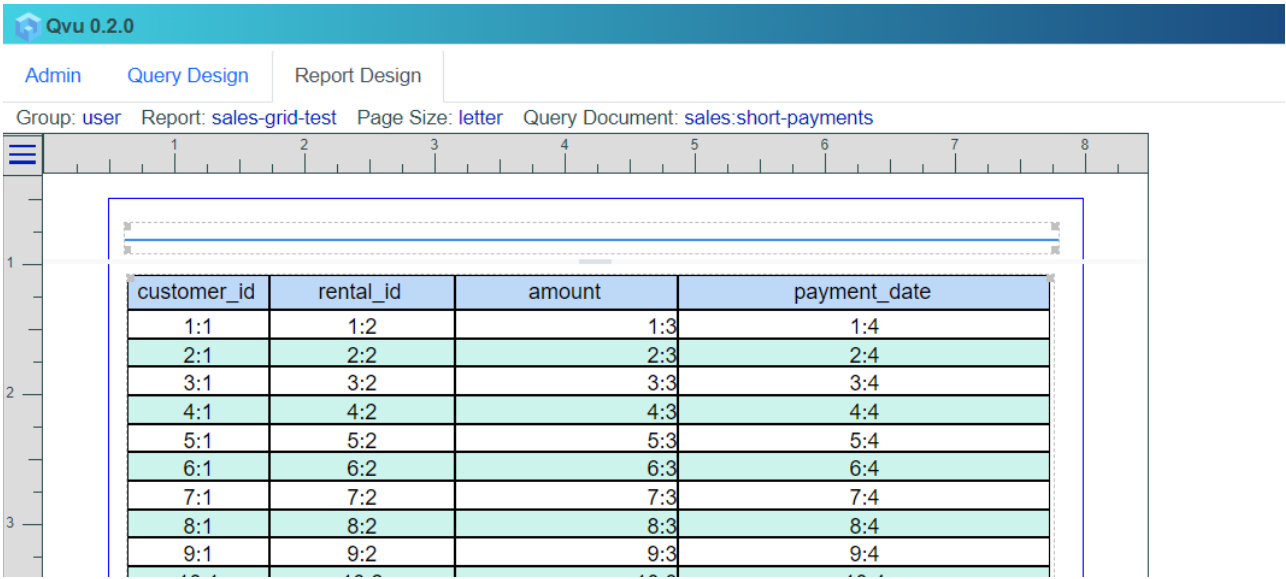 Qvu 0.2.0
Admin Query Design Report Design
Group: user Report: sales-grid-test Page Size: letter Query Document: sales:short-payments
1 2 3 4 5 6 7 8
1
customer_id rental_id amount payment_date
1:1 1:2 1:3 1:4
2:1 2:2 2:3 2:4
3:1 3:2 3:3 3:4
2
4:1 4:2 4:3 4:4
5:1 5:2 5:3 5:4
6:1 6:2 6:3 6:4
7:1 7:2 7:3 7:4
3
8:1 8:2 8:3 8:4
9:1 9:2 9:3 9:4